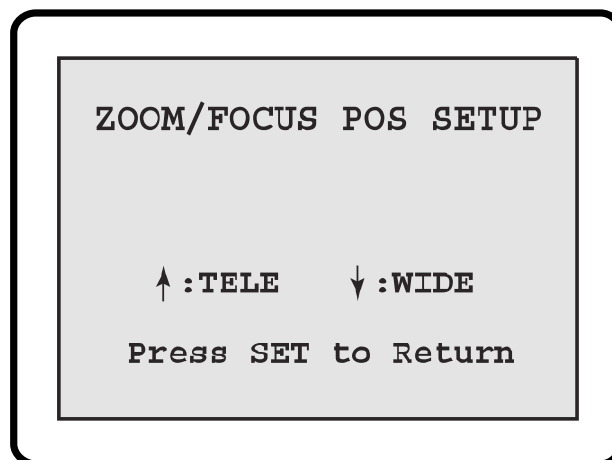 ZOOM/FOCUS POS SETUP
↑:TELE ↓:WIDE
Press SET to Return